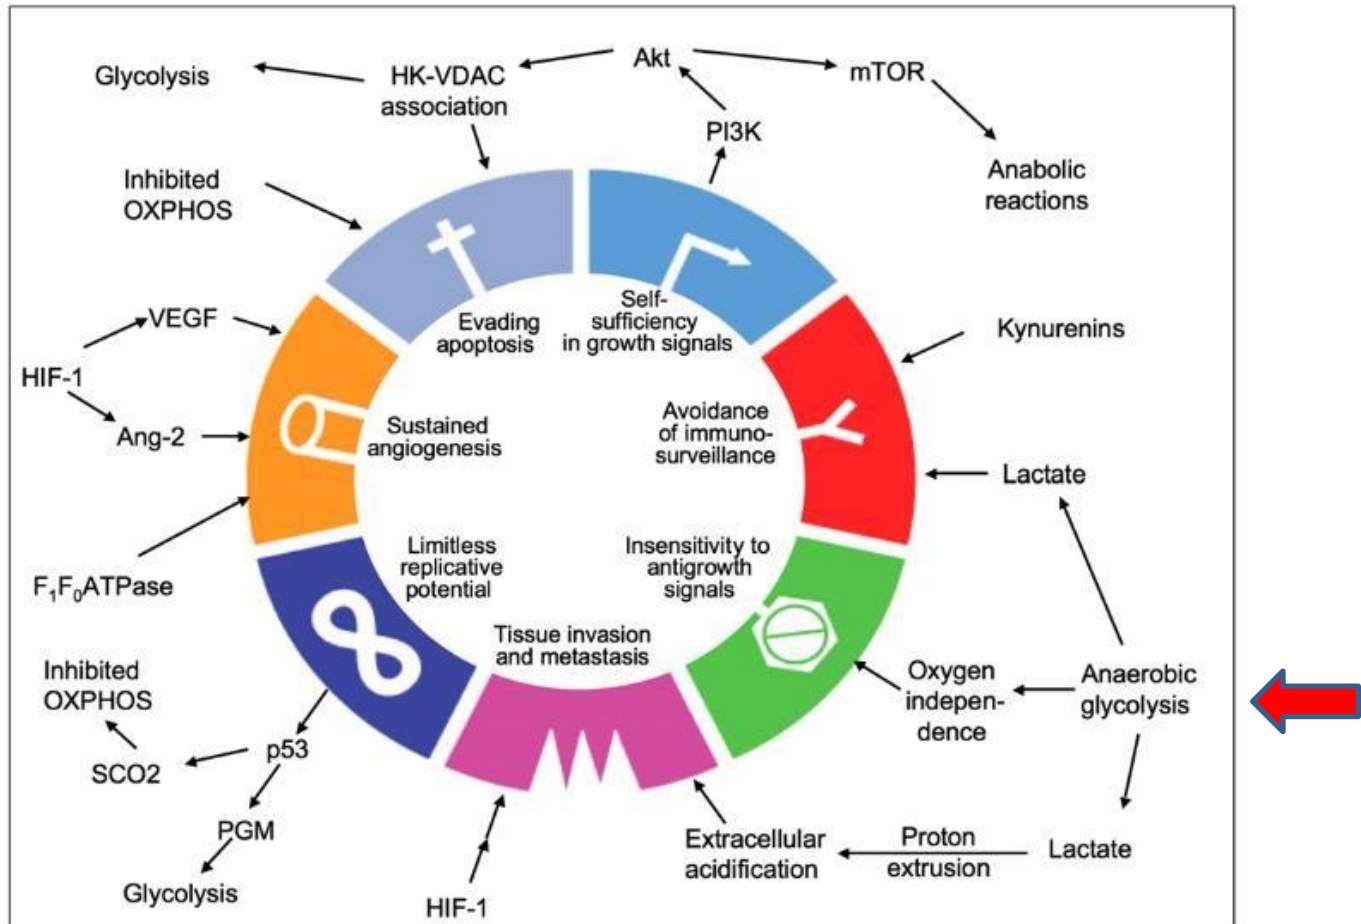 Glycolysis
HK-VDAC
association
Akt
mTOR
PI3K
Anabolic
reactions
Inhibited
OXPHOS
VEGF
HIF-1
Ang-2
F₁F₀ATPase
Evading
apoptosis
Self-
sufficiency
in growth signals
Kynurenins
Sustained
angiogenesis
Avoidance
of immuno-
surveillance
Lactate
Limitless
replicative
potential
Insensitivity to
antigrowth
signals
Tissue invasion
and metastasis
Inhibited
OXPHOS
SCO2
p53
PGM
Glycolysis
HIF-1
Oxygen
indepen-
dence
Anaerobic
glycolysis
Extracellular
acidification
Proton
extrusion
Lactate